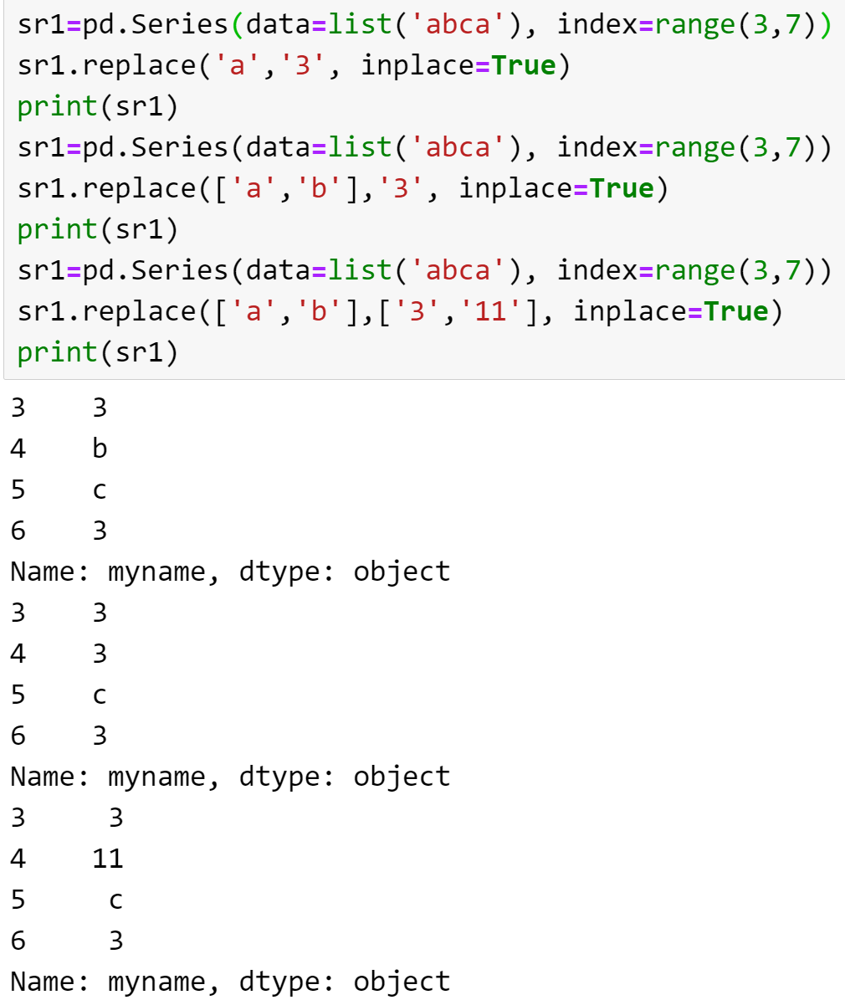 sr1=pd.Series(data=list('abca'), index=range(3,7))
sr1.replace('a','3', inplace=True)
print(sr1)
sr1=pd.Series(data=list('abca'), index=range(3,7))
sr1.replace(['a','b'],'3', inplace=True)
print(sr1)
sr1=pd.Series(data=list('abca'), index=range(3,7))
sr1.replace(['a','b'],['3','11'], inplace=True)
print(sr1)
3    3
4    b
5    c
6    3
Name: myname, dtype: object
3    3
4    3
5    c
6    3
Name: myname, dtype: object
3     3
4    11
5     c
6     3
Name: myname, dtype: object